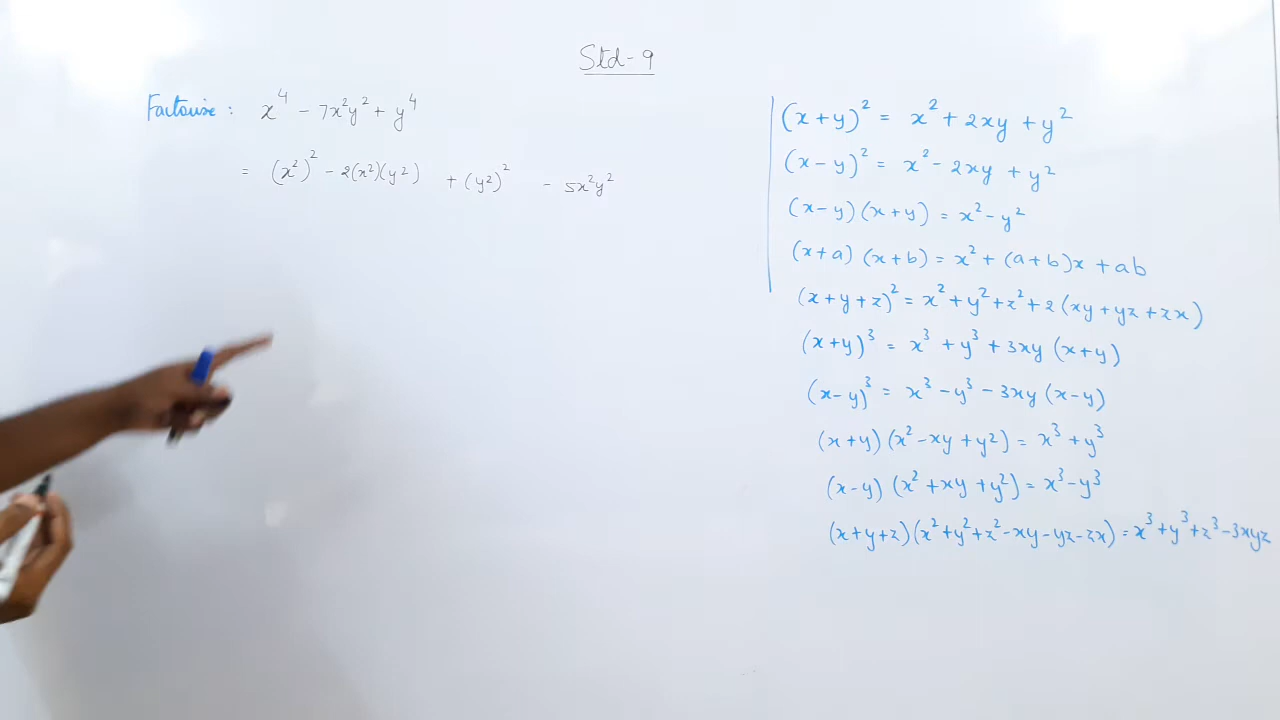 Std-9
Factorise : x⁴ - 7x²y² + y⁴
= (x²)² - 2(x²)(y²) + (y²)² - 5x²y²
(x+y)² = x² + 2xy + y²
(x-y)² = x² - 2xy + y²
(x-y)(x+y) = x² - y²
(x+a)(x+b) = x² + (a+b)x + ab
(x+y+z)² = x² + y² + z² + 2(xy + yz + zx)
(x+y)³ = x³ + y³ + 3xy(x+y)
(x-y)³ = x³ - y³ - 3xy(x-y)
(x+y)(x² - xy + y²) = x³ + y³
(x-y)(x² + xy + y²) = x³ - y³
(x+y+z)(x² + y² + z² - xy - yz - zx) = x³ + y³ + z³ - 3xyz